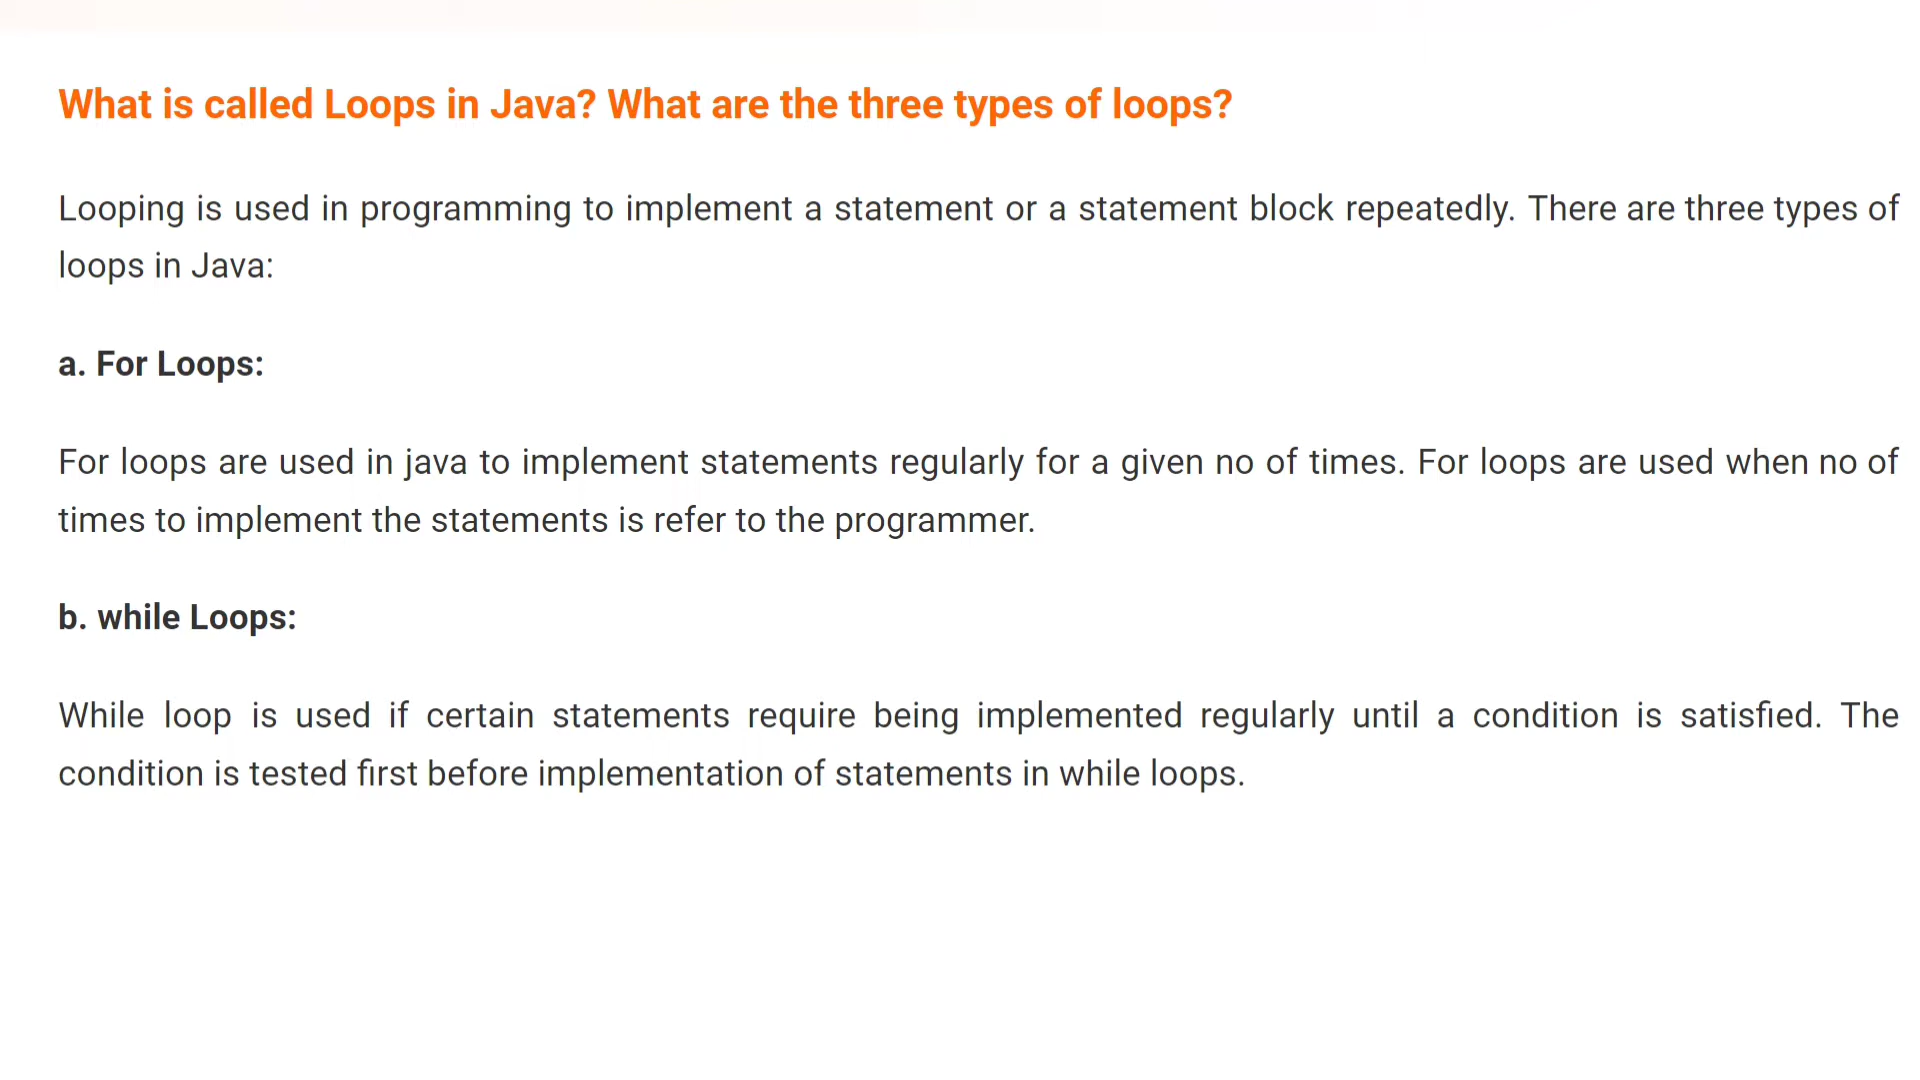 What is called Loops in Java? What are the three types of loops?
Looping is used in programming to implement a statement or a statement block repeatedly. There are three types of
loops in Java:
a. For Loops:
For loops are used in java to implement statements regularly for a given no of times. For loops are used when no of
times to implement the statements is refer to the programmer.
b. while Loops:
While loop is used if certain statements require being implemented regularly until a condition is satisfied. The
condition is tested first before implementation of statements in while loops.